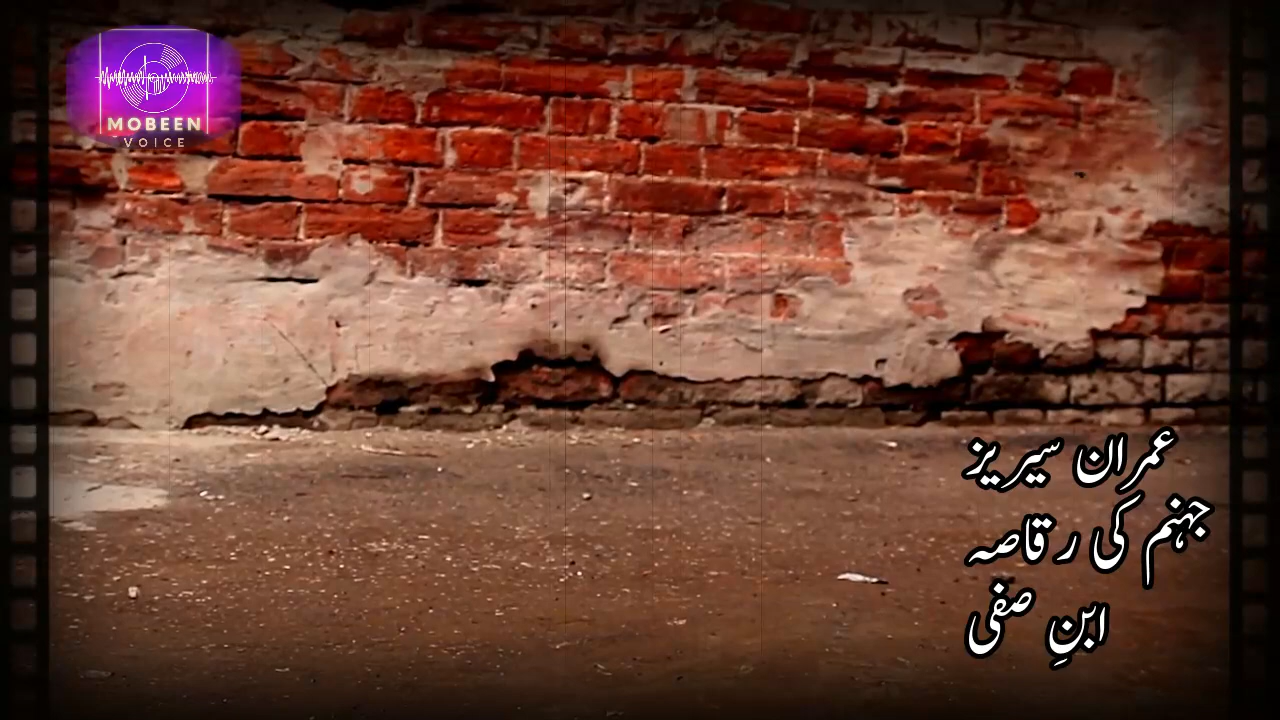 MOBEEN
VOICE
عمران سیریز
جہنم کی رقاصہ
ابنِ صفی